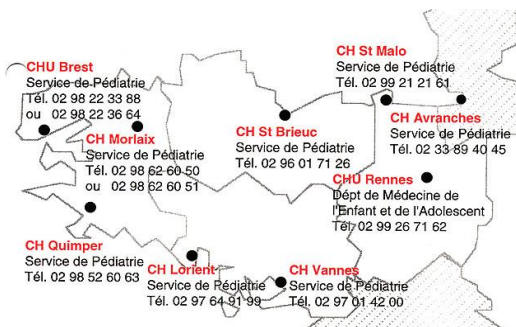 CHU Brest
Service de Pédiatrie
Tél. 02 98 22 33 88
ou 02 98 22 36 64
CH St Malo
Service de Pédiatrie
Tél. 02 99 21 21 61
CH Morlaix
Service de Pédiatrie
Tél. 02 98 62 60 50
ou 02 98 62 60 51
CH St Brieuc
Service de Pédiatrie
Tél. 02 96 01 71 26
CH Avranches
Service de Pédiatrie
Tél. 02 33 89 40 45
CHU Rennes
Dépt de Médecine de
l'Enfant et de l'Adolescent
Tél. 02 99 26 71 62
CH Quimper
Service de Pédiatrie
Tél. 02 98 52 60 63
CH Lorient
Service de Pédiatrie
Tél. 02 97 64 91 99
CH Vannes
Service de Pédiatrie
Tél. 02 97 01 42 00